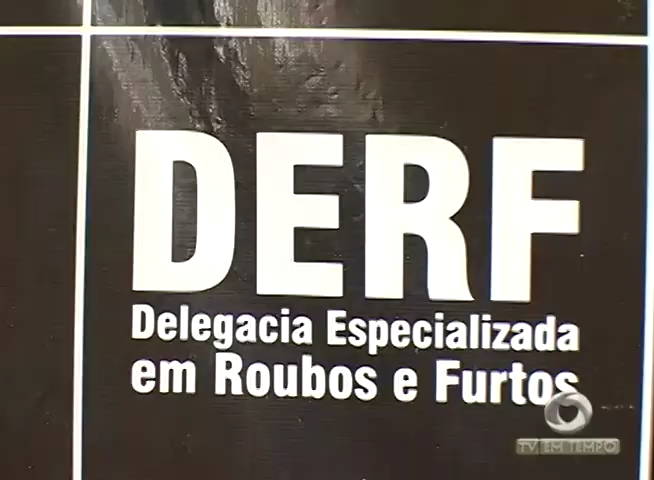 DERF
Delegacia Especializada
em Roubos e Furtos
TV EM TEMPO